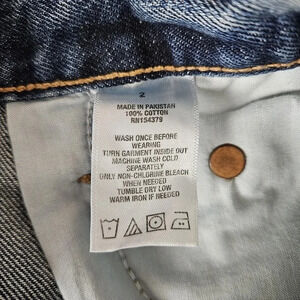 2
MADE IN PAKISTAN
100% COTTON
RN154379
WASH ONCE BEFORE
WEARING
TURN GARMENT INSIDE OUT
MACHINE WASH COLD
SEPARATELY
ONLY NON-CHLORINE BLEACH
WHEN NEEDED
TUMBLE DRY LOW
WARM IRON IF NEEDED